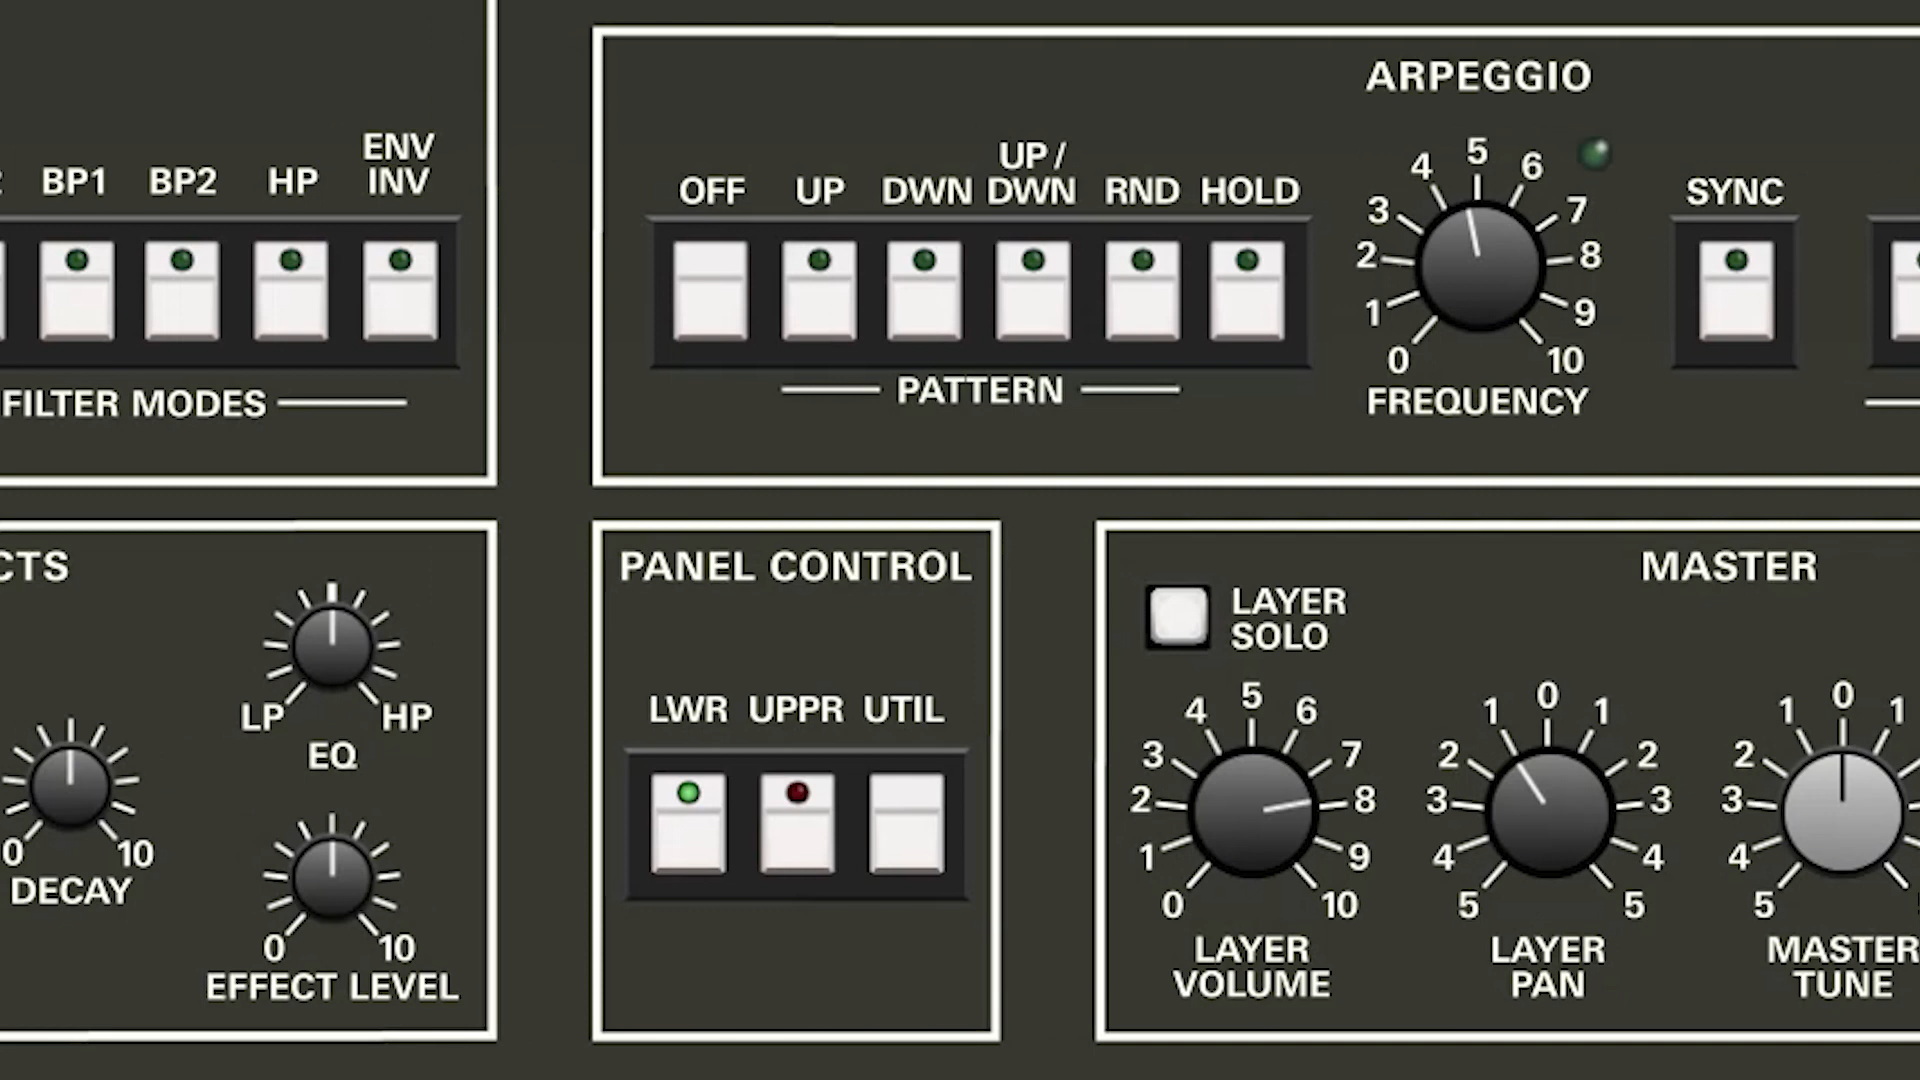 BP1 BP2 HP ENV
INV
FILTER MODES
ARPEGGIO
OFF UP DWN UP /
DWN RND HOLD
PATTERN
0 1 2 3 4 5 6 7 8 9 10
FREQUENCY
SYNC
CTS
LP HP
EQ
0 10
DECAY
0 10
EFFECT LEVEL
PANEL CONTROL
LWR UPPR UTIL
MASTER
LAYER
SOLO
0 1 2 3 4 5 6 7 8 9 10
LAYER
VOLUME
5 4 3 2 1 0 1 2 3 4 5
LAYER
PAN
5 4 3 2 1 0 1
MASTER
TUNE